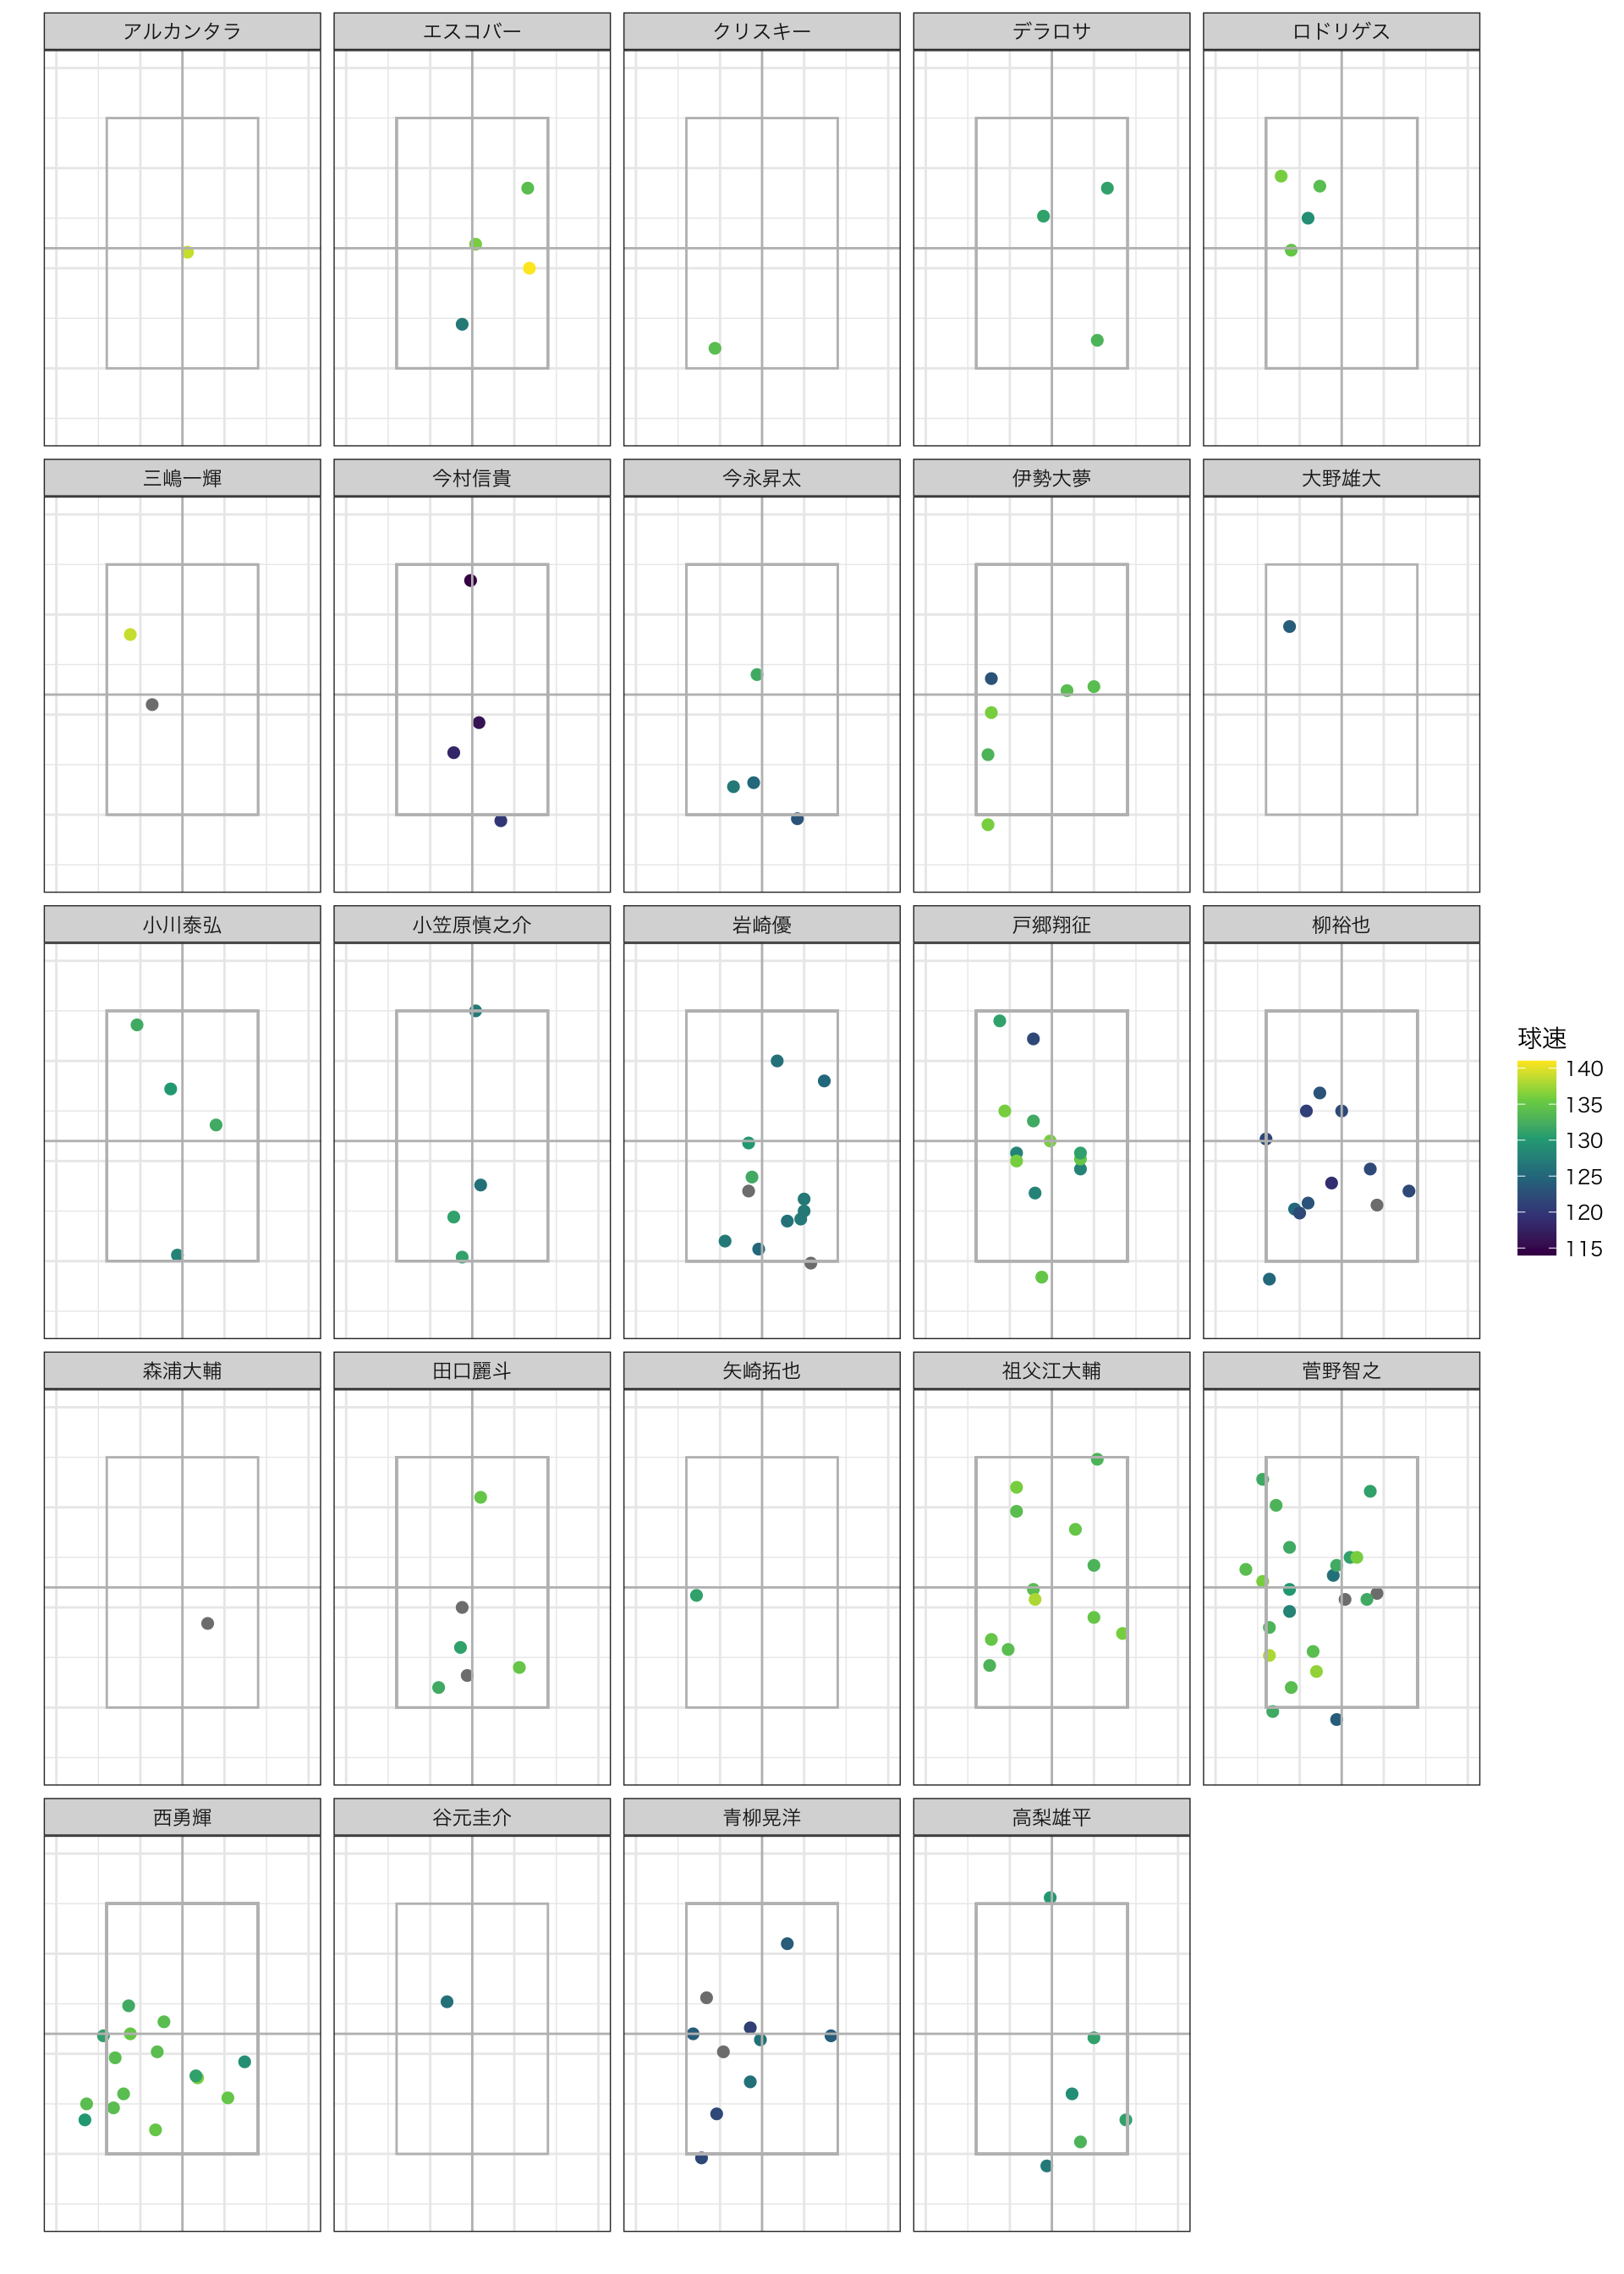 アルカンタラ
エスコバー
クリスキー
デラロサ
ロドリゲス
三嶋一輝
今村信貴
今永昇太
伊勢大夢
大野雄大
小川泰弘
小笠原慎之介
岩崎優
戸郷翔征
柳裕也
森浦大輔
田口麗斗
矢崎拓也
祖父江大輔
菅野智之
西勇輝
谷元圭介
青柳晃洋
高梨雄平
球速
140
135
130
125
120
115